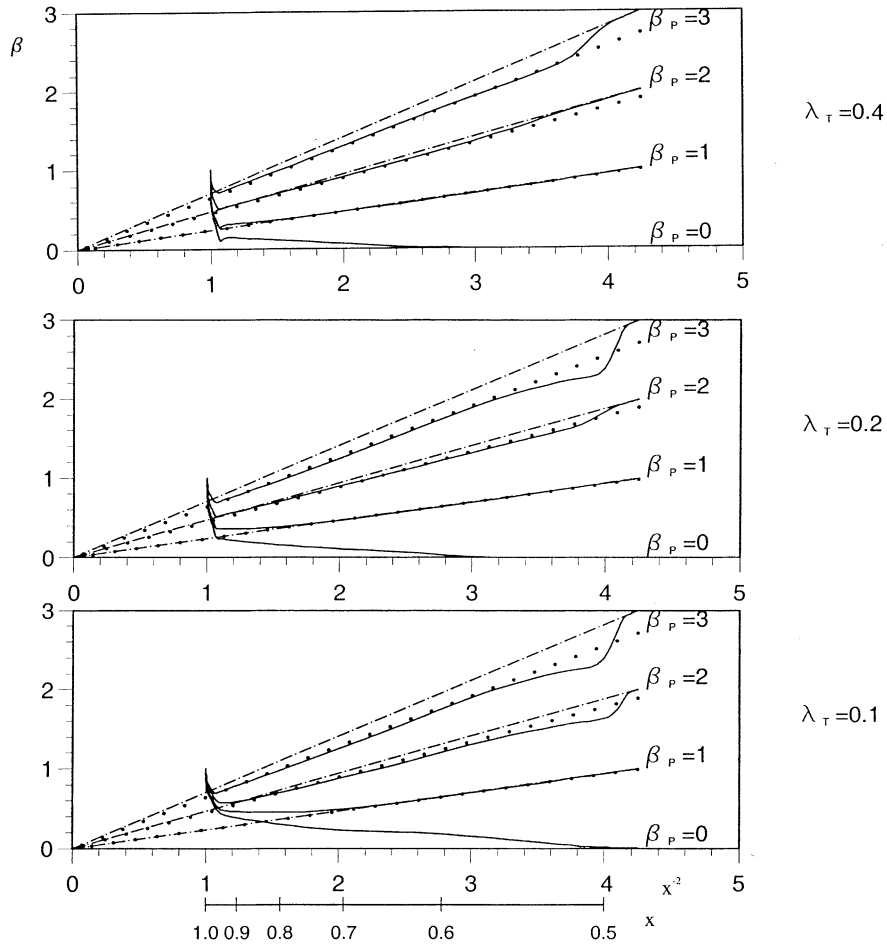 3
β
2
1
0
β P =3
β P =2
β P =1
β P =0
λ T =0.4
0 1 2 3 4 5
3
2
1
0
β P =3
β P =2
β P =1
β P =0
λ T =0.2
0 1 2 3 4 5
3
2
1
0
β P =3
β P =2
β P =1
β P =0
λ T =0.1
0 1 2 3 4 x⁻² 5
1.0 0.9 0.8 0.7 0.6 0.5 x